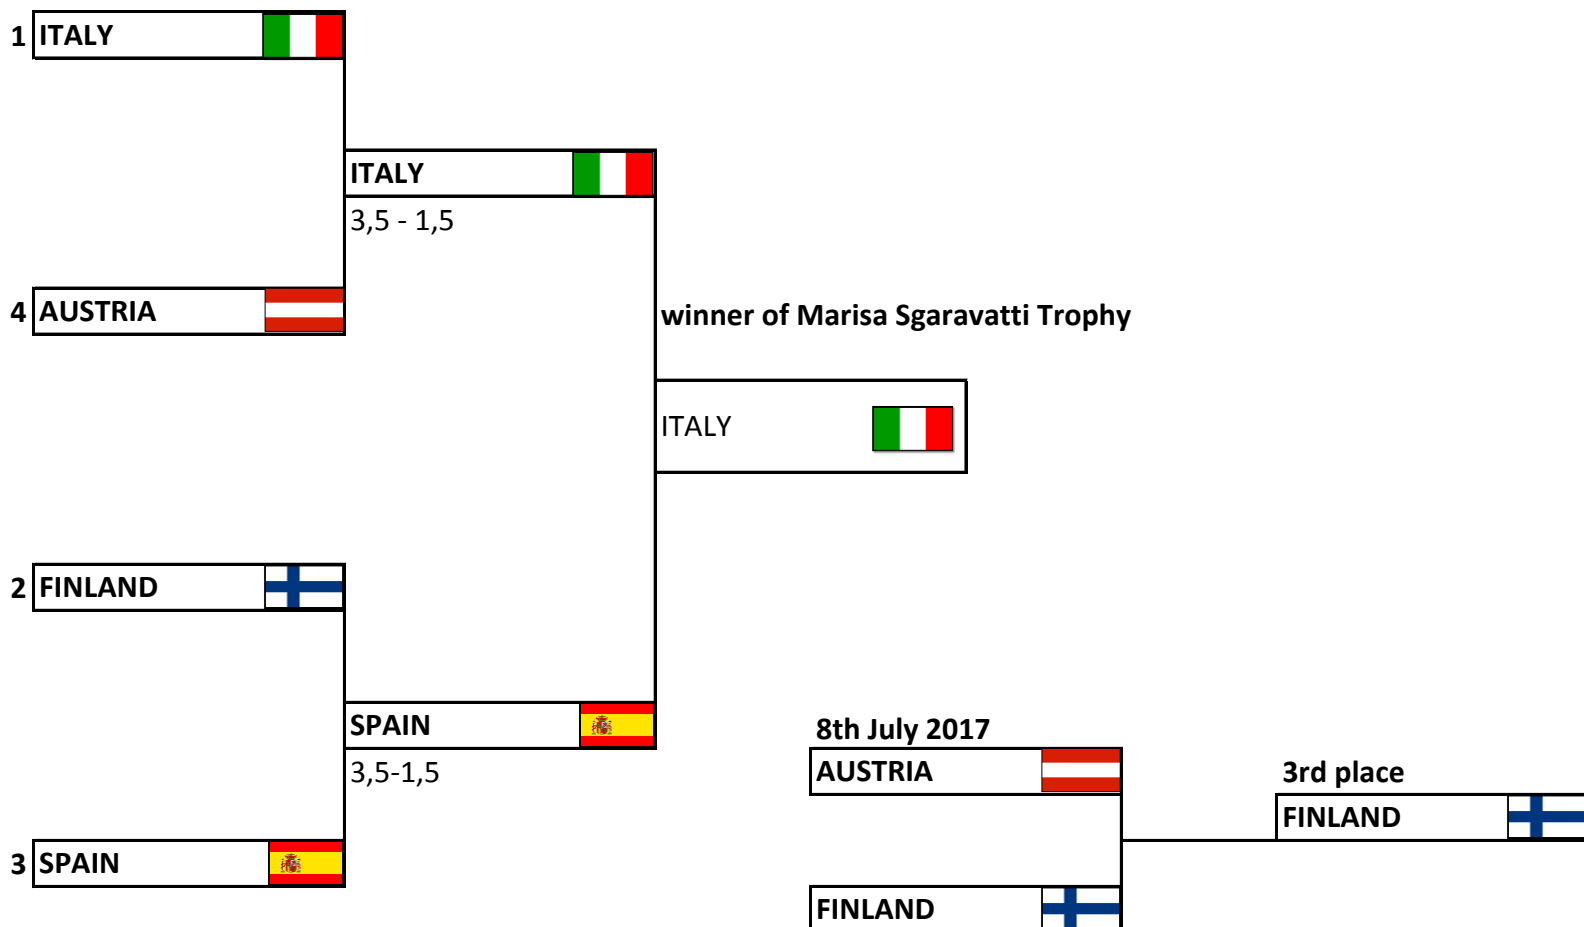 1 ITALY
ITALY
3,5 - 1,5
4 AUSTRIA
winner of Marisa Sgaravatti Trophy
ITALY
2 FINLAND
SPAIN
3,5-1,5
3 SPAIN
8th July 2017
AUSTRIA
3rd place
FINLAND
FINLAND